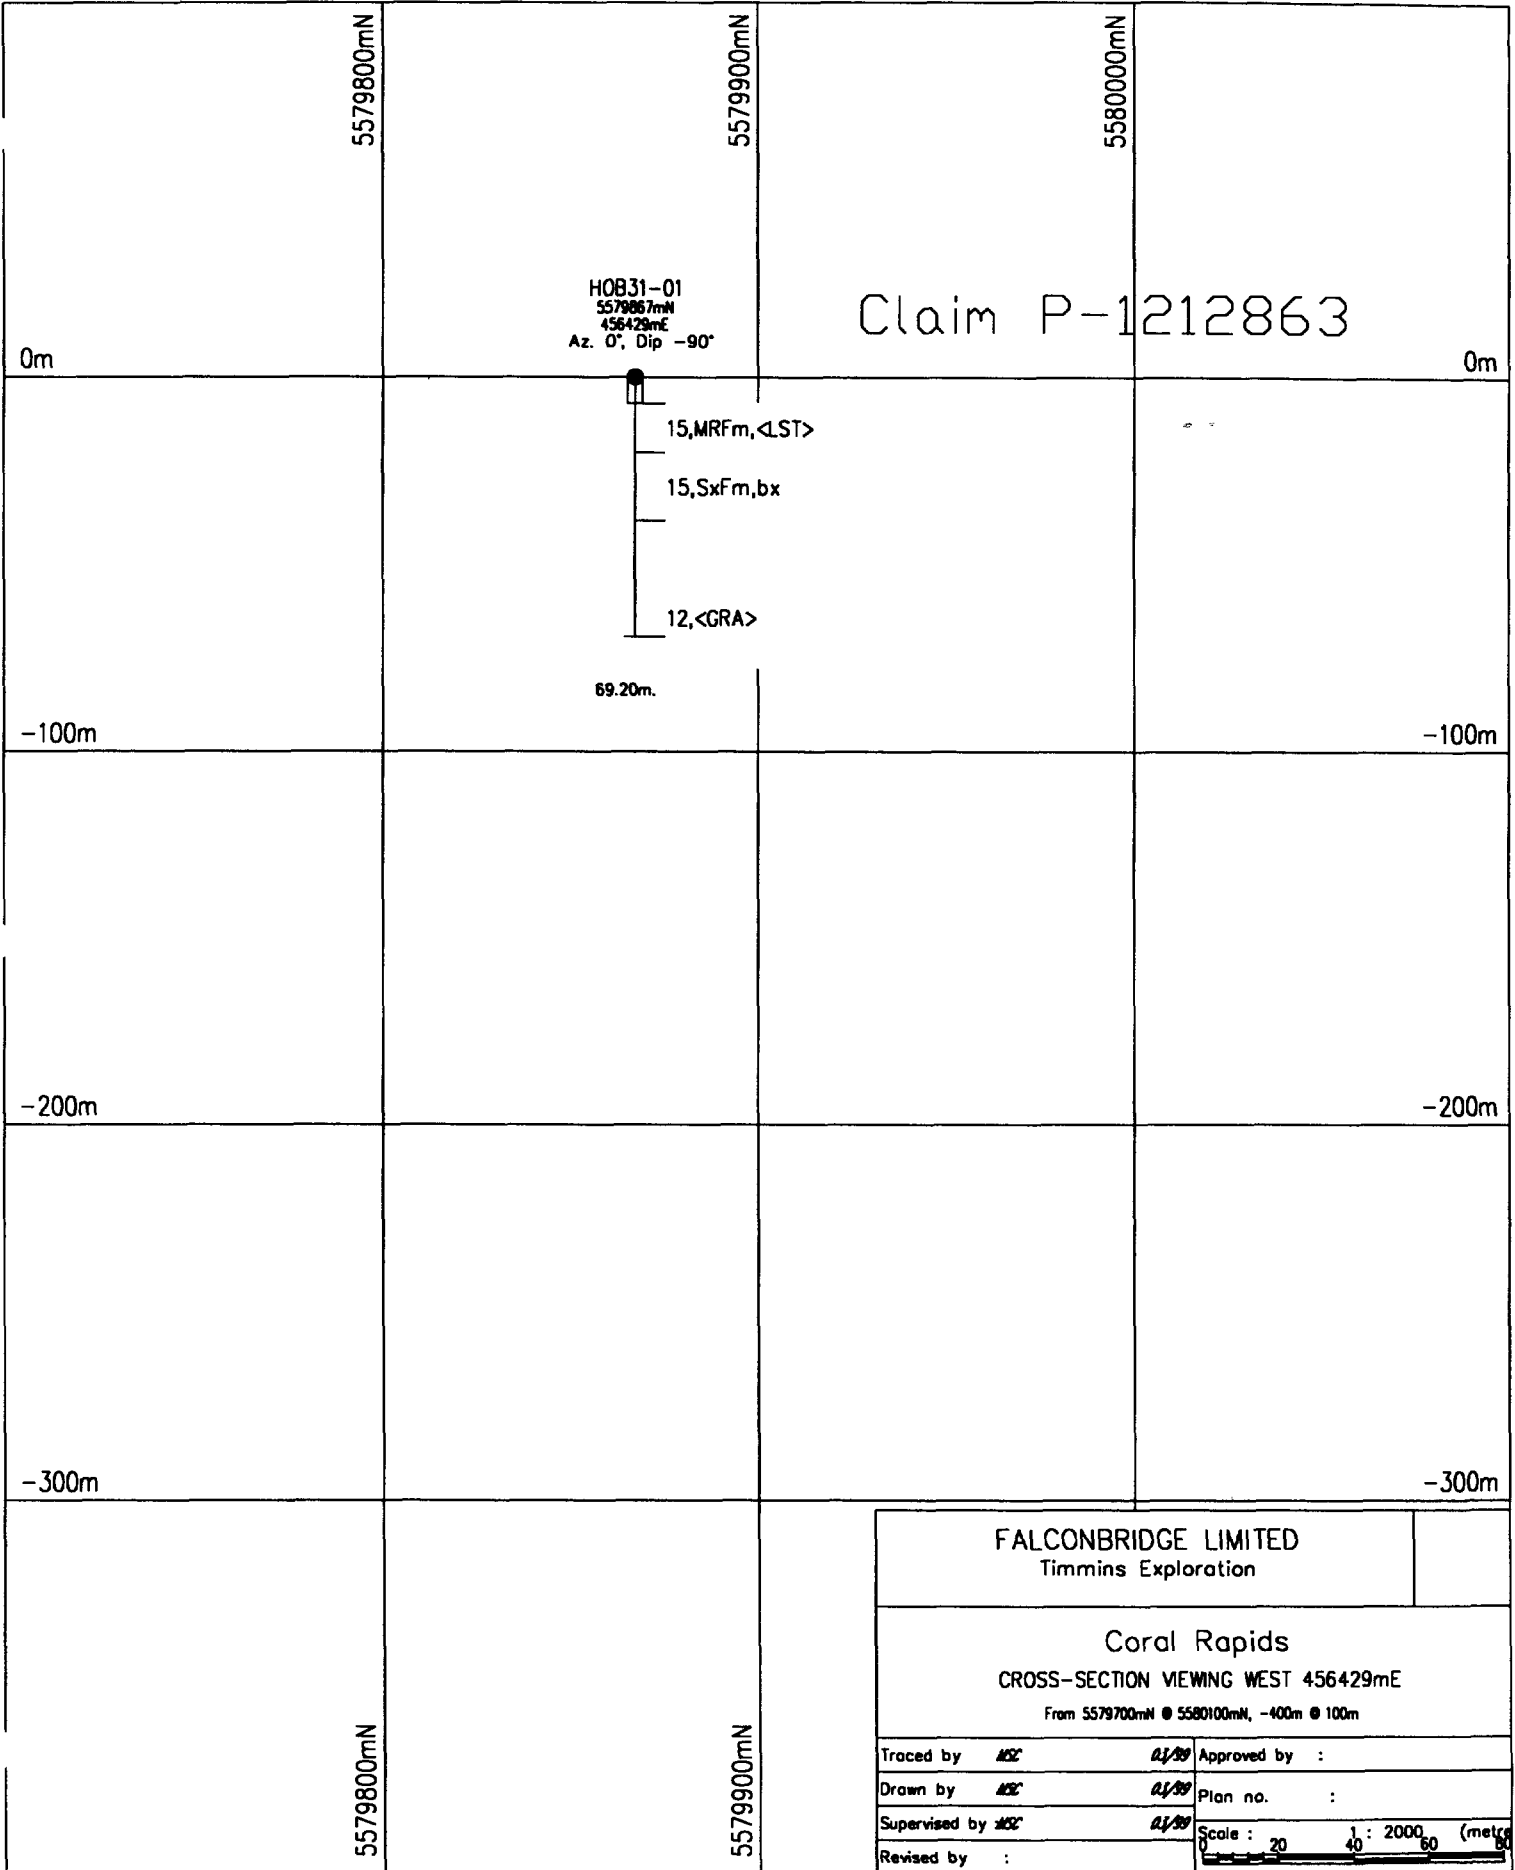 5579800mN
5579900mN
5580000mN
HOB31-01
5579867mN
456429mE
Az. 0°, Dip -90°
Claim P-1212863
0m
0m
15,MRFm,<LST>
15,SxFm,bx
12,<GRA>
69.20m.
-100m
-100m
-200m
-200m
-300m
-300m
FALCONBRIDGE LIMITED
Timmins Exploration
Coral Rapids
CROSS-SECTION VIEWING WEST 456429mE
From 5579700mN @ 5580100mN, -400m @ 100m
Traced by
Approved by :
Drawn by
Plan no. :
Supervised by
Scale : 1 : 2000
0 20 40 60 80
Revised by :
5579800mN
5579900mN